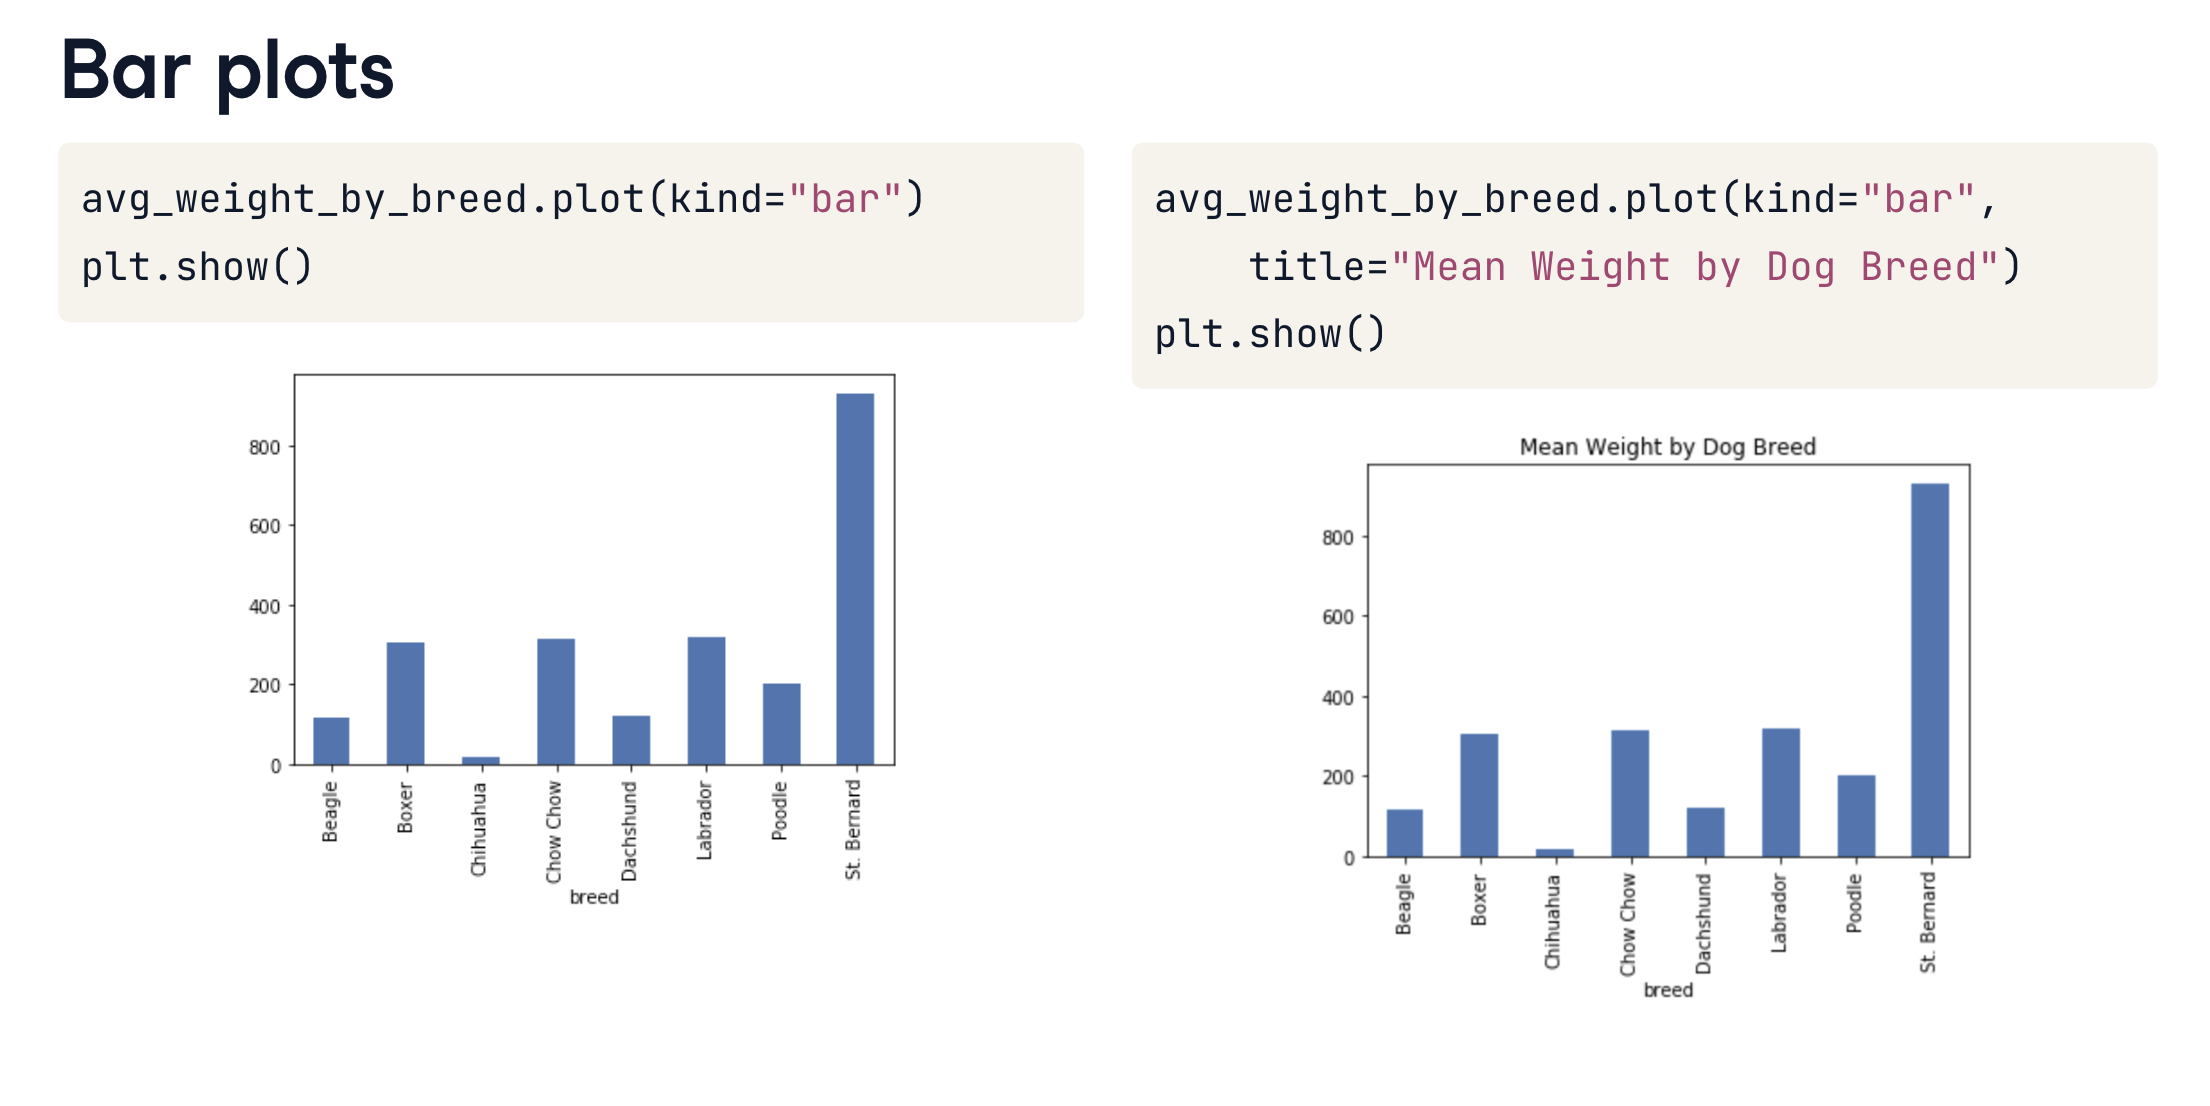 Bar plots
avg_weight_by_breed.plot(kind="bar")
plt.show()
800
600
400
200
0
Beagle
Boxer
Chihuahua
Chow Chow
Dachshund
Labrador
Poodle
St. Bernard
breed
avg_weight_by_breed.plot(kind="bar",
    title="Mean Weight by Dog Breed")
plt.show()
Mean Weight by Dog Breed
800
600
400
200
0
Beagle
Boxer
Chihuahua
Chow Chow
Dachshund
Labrador
Poodle
St. Bernard
breed